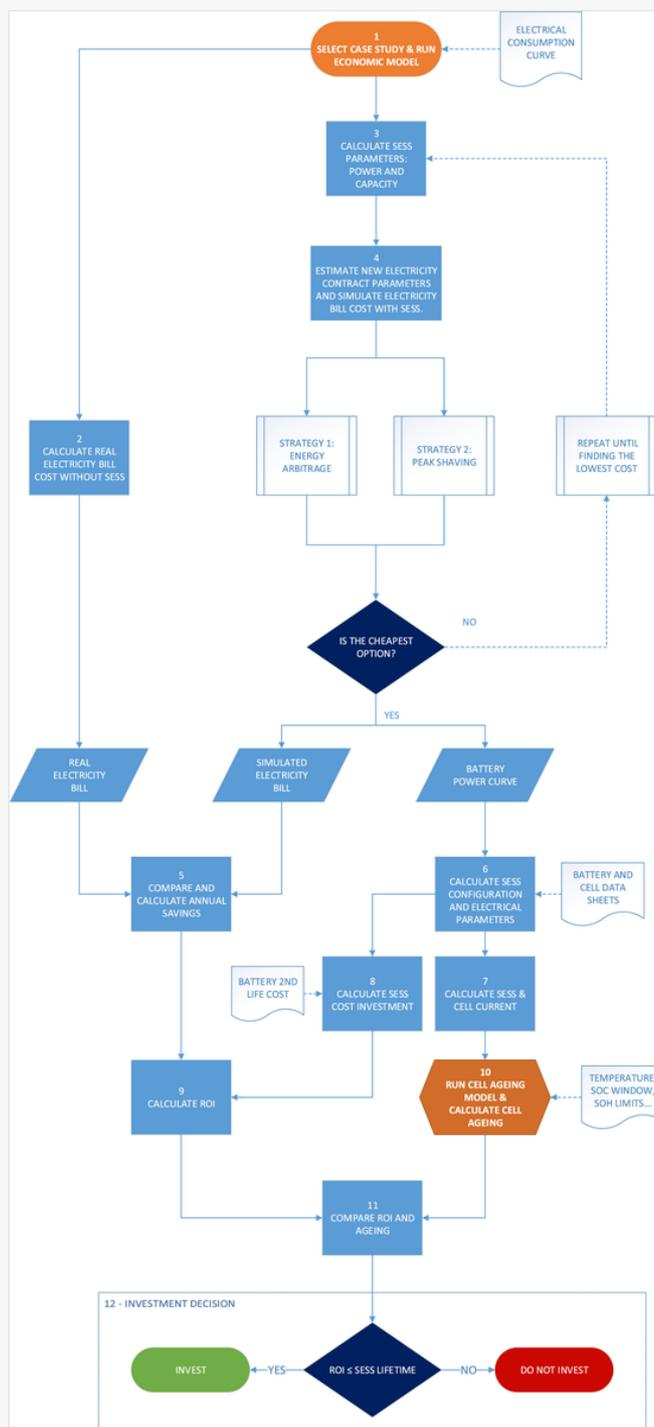 1
SELECT CASE STUDY & RUN
ECONOMIC MODEL
ELECTRICAL
CONSUMPTION
CURVE
3
CALCULATE SESS
PARAMETERS:
POWER AND
CAPACITY
4
ESTIMATE NEW ELECTRICITY
CONTRACT PARAMETERS
AND SIMULATE ELECTRICITY
BILL COST WITH SESS.
2
CALCULATE REAL
ELECTRICITY BILL
COST WITHOUT SESS
STRATEGY 1:
ENERGY
ARBITRAGE
STRATEGY 2:
PEAK SHAVING
REPEAT UNTIL
FINDING THE
LOWEST COST
IS THE CHEAPEST
OPTION?
NO
YES
REAL
ELECTRICITY
BILL
SIMULATED
ELECTRICITY
BILL
BATTERY
POWER CURVE
5
COMPARE AND
CALCULATE ANNUAL
SAVINGS
6
CALCULATE SESS
CONFIGURATION
AND ELECTRICAL
PARAMETERS
BATTERY AND
CELL DATA
SHEETS
BATTERY 2ND
LIFE COST
8
CALCULATE SESS
COST INVESTMENT
7
CALCULATE SESS &
CELL CURRENT
9
CALCULATE ROI
10
RUN CELL AGEING
MODEL &
CALCULATE CELL
AGEING
TEMPERATURE,
SOC WINDOW,
SOH LIMITS...
11
COMPARE ROI AND
AGEING
12 - INVESTMENT DECISION
INVEST
YES
ROI ≤ SESS LIFETIME
NO
DO NOT INVEST